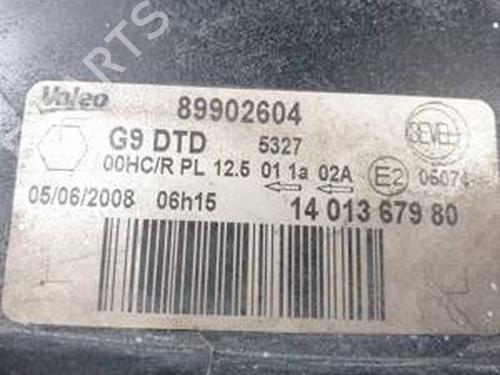 PARTS
Valeo 89902604
G9 DTD 5327 SEVEL
00HC/R PL 12.5 01 1a 02A E2 05074
05/06/2008 06h15 14 013 679 80
L